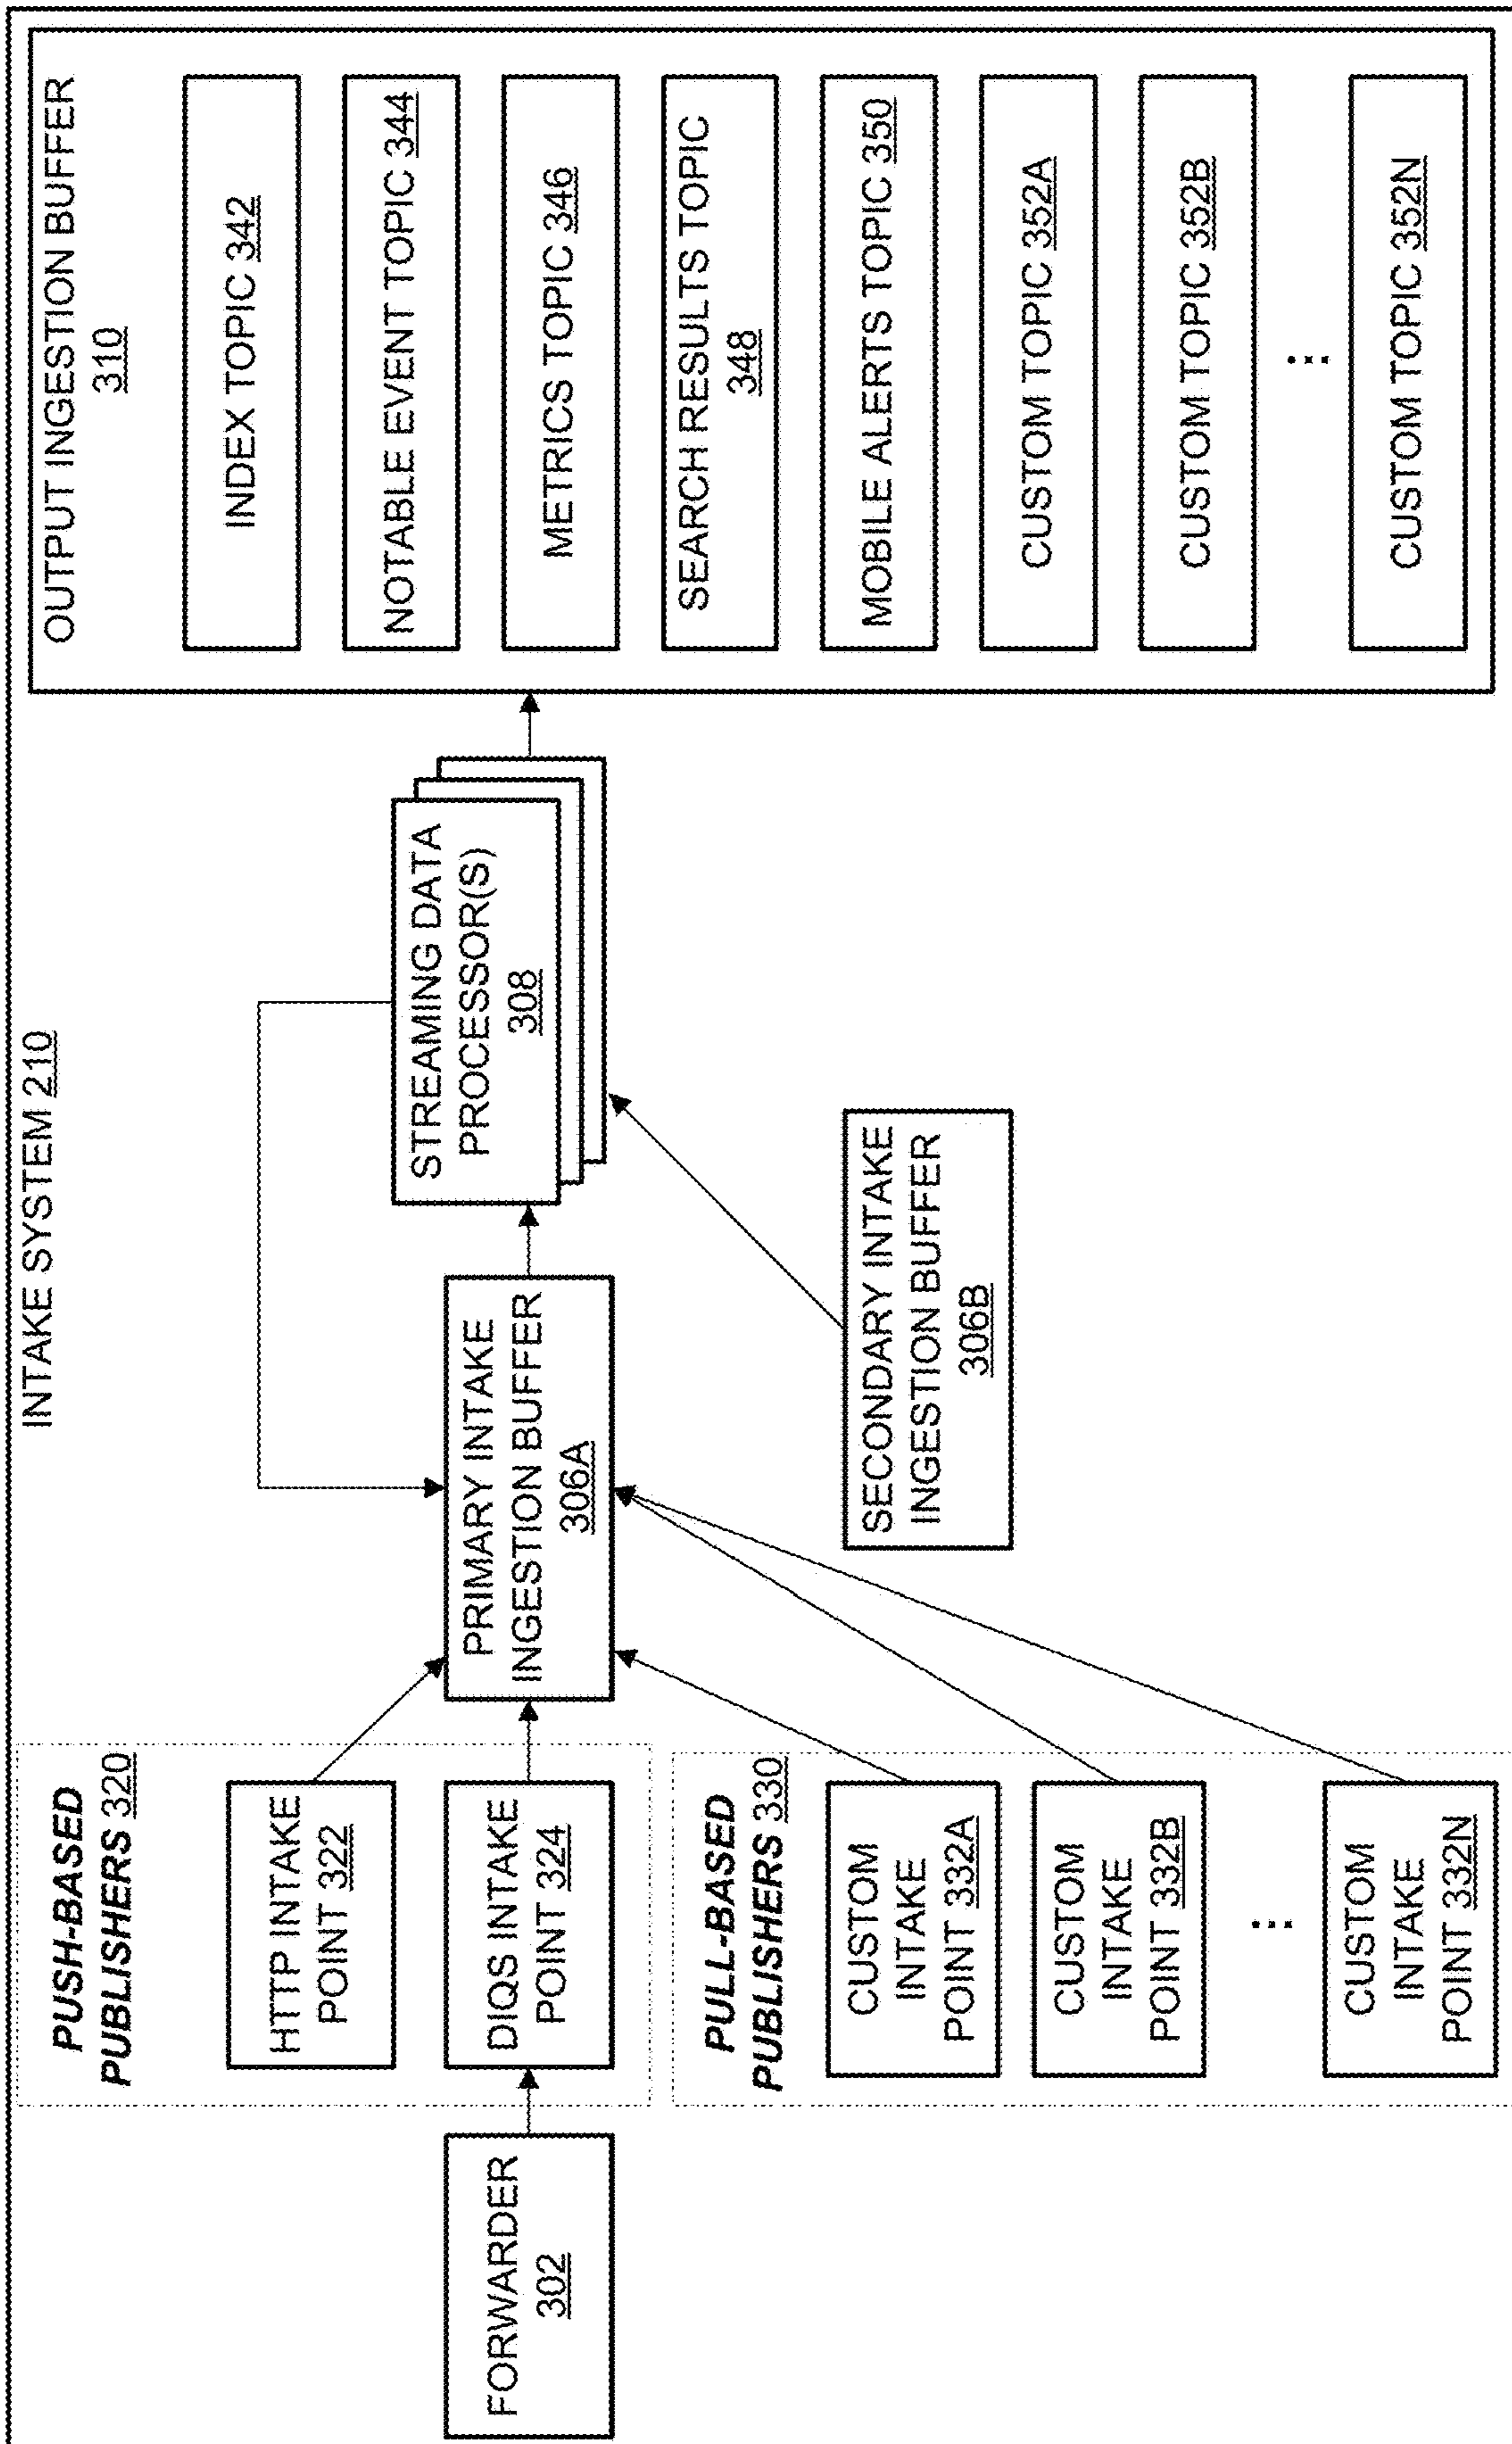 INTAKE SYSTEM 210
FORWARDER
302
PUSH-BASED
PUBLISHERS 320
HTTP INTAKE
POINT 322
DIQS INTAKE
POINT 324
PULL-BASED
PUBLISHERS 330
CUSTOM
INTAKE
POINT 332A
CUSTOM
INTAKE
POINT 332B
...
CUSTOM
INTAKE
POINT 332N
PRIMARY INTAKE
INGESTION BUFFER
306A
SECONDARY INTAKE
INGESTION BUFFER
306B
STREAMING DATA
PROCESSOR(S)
308
OUTPUT INGESTION BUFFER
310
INDEX TOPIC 342
NOTABLE EVENT TOPIC 344
METRICS TOPIC 346
SEARCH RESULTS TOPIC
348
MOBILE ALERTS TOPIC 350
CUSTOM TOPIC 352A
CUSTOM TOPIC 352B
...
CUSTOM TOPIC 352N